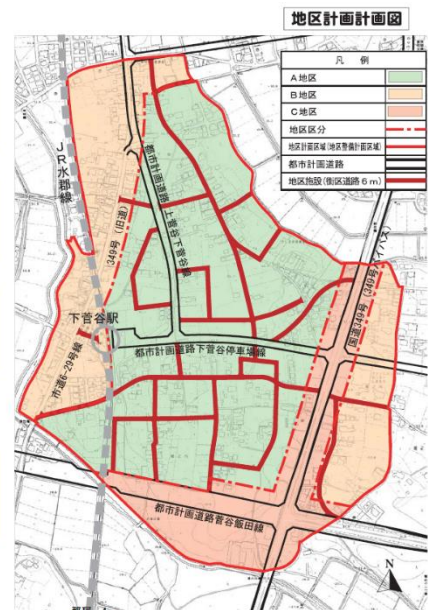 地区計画計画図
凡例
A地区
B地区
C地区
地区区分
地区計画区域(地区整備計画区域)
都市計画道路
地区施設(街区道路6m)
JR水郡線
349号(旧道)
都市計画道路上菅谷下菅谷線
国道349号(349号バイパス)
下菅谷駅
都市計画道路下菅谷停車場線
市道6-29号線
都市計画道路菅谷飯田線
N